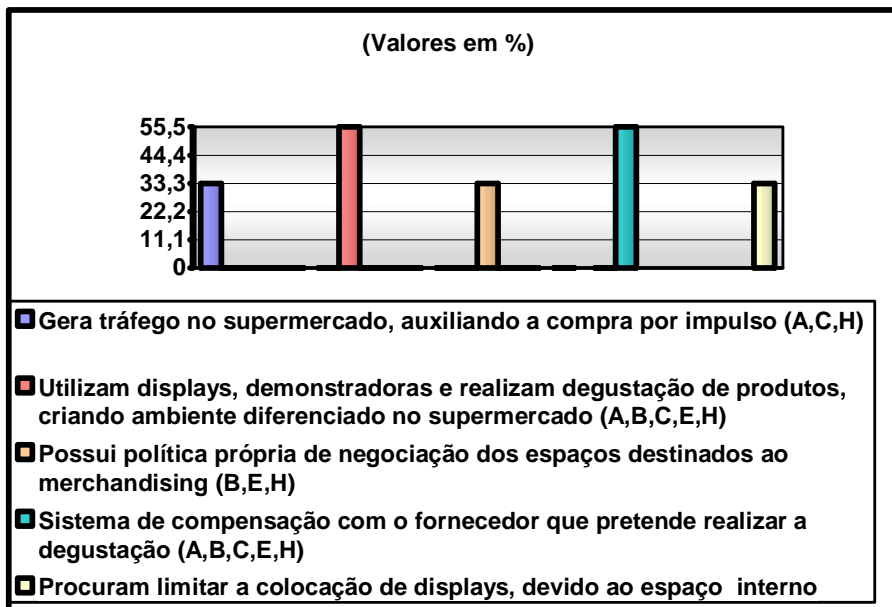 (Valores em %)
55,5
44,4
33,3
22,2
11,1
0
Gera tráfego no supermercado, auxiliando a compra por impulso (A,C,H)
Utilizam displays, demonstradoras e realizam degustação de produtos,
criando ambiente diferenciado no supermercado (A,B,C,E,H)
Possui política própria de negociação dos espaços destinados ao
merchandising (B,E,H)
Sistema de compensação com o fornecedor que pretende realizar a
degustação (A,B,C,E,H)
Procuram limitar a colocação de displays, devido ao espaço interno